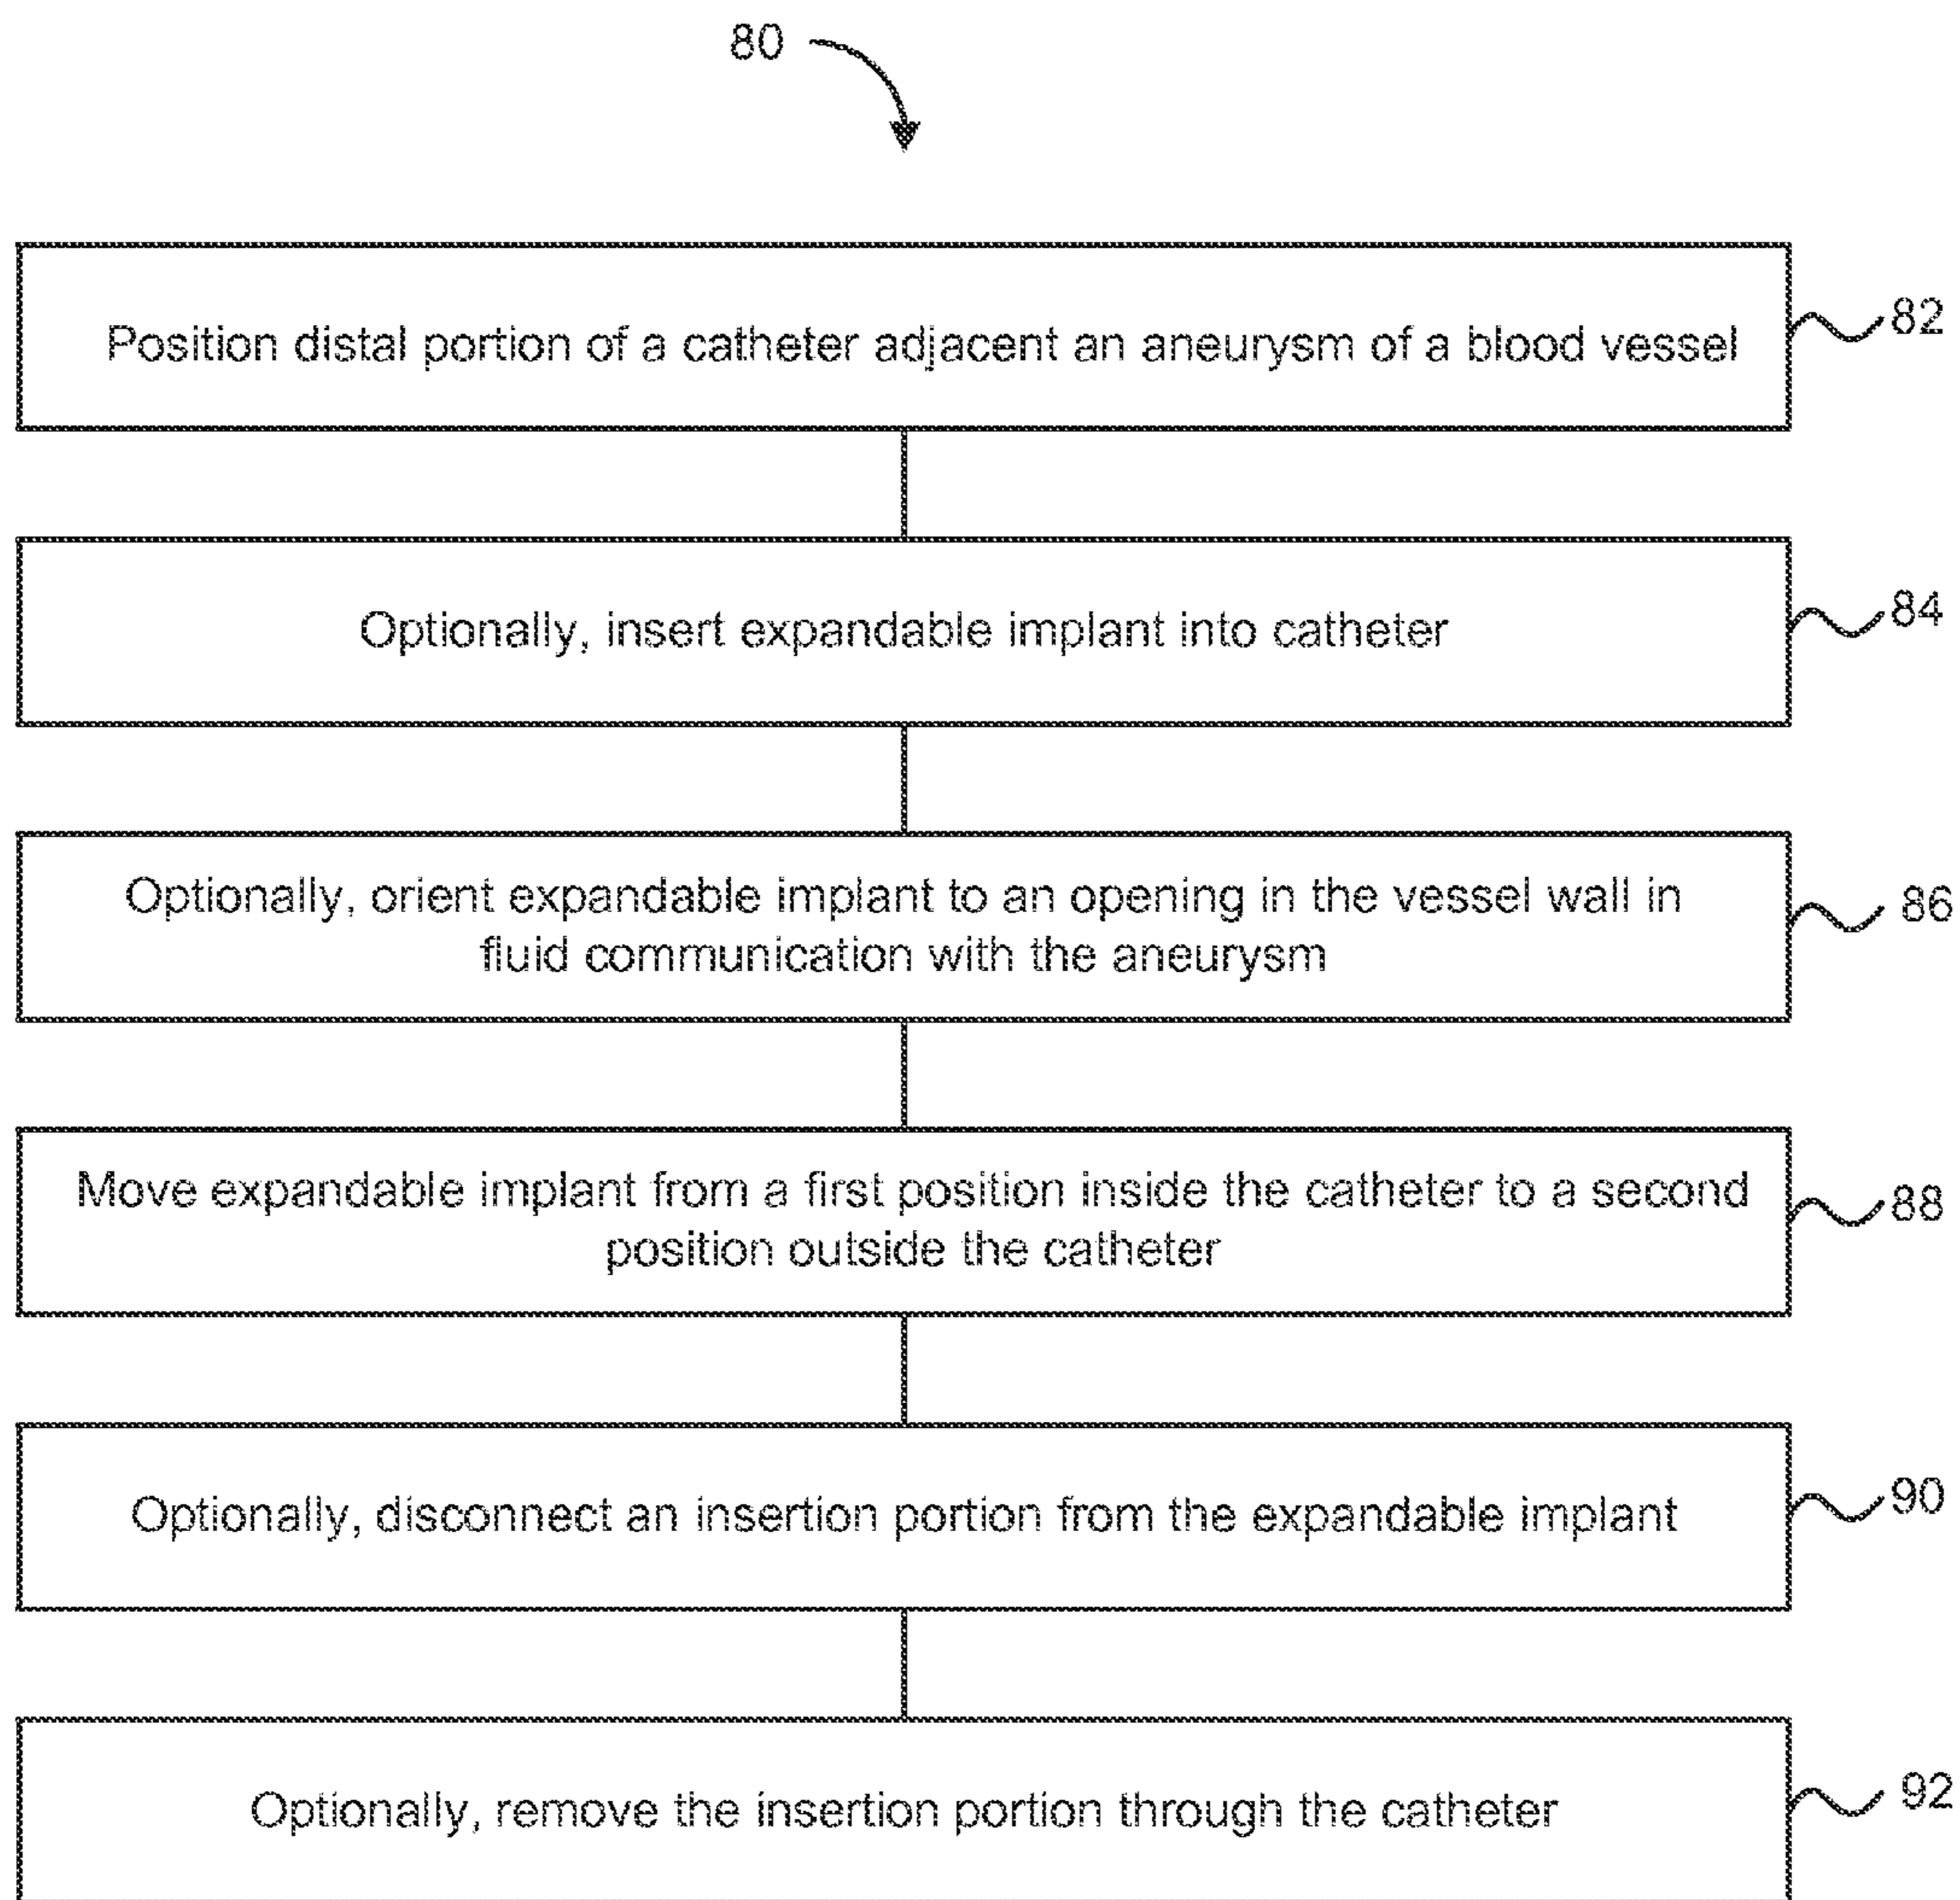 80
Position distal portion of a catheter adjacent an aneurysm of a blood vessel
82
Optionally, insert expandable implant into catheter
84
Optionally, orient expandable implant to an opening in the vessel wall in
fluid communication with the aneurysm
86
Move expandable implant from a first position inside the catheter to a second
position outside the catheter
88
Optionally, disconnect an insertion portion from the expandable implant
90
Optionally, remove the insertion portion through the catheter
92